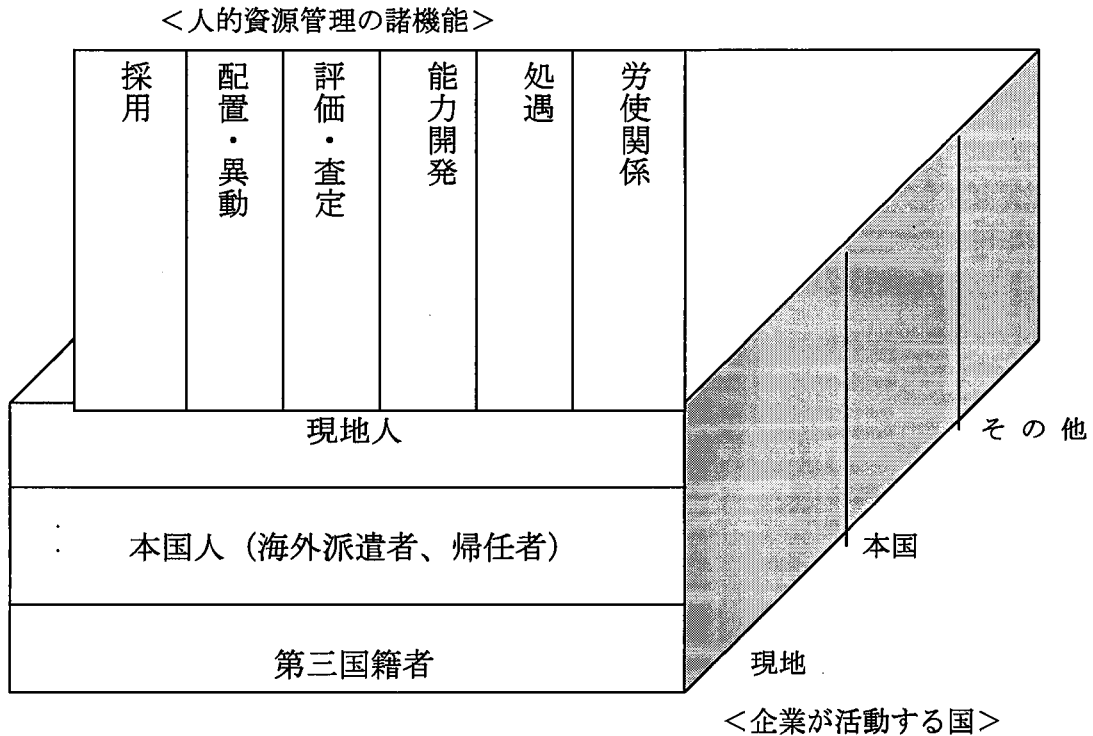 ＜人的資源管理の諸機能＞
採用
配置・異動
評価・査定
能力開発
処遇
労使関係
現地人
本国人（海外派遣者、帰任者）
第三国籍者
その他
本国
現地
＜企業が活動する国＞